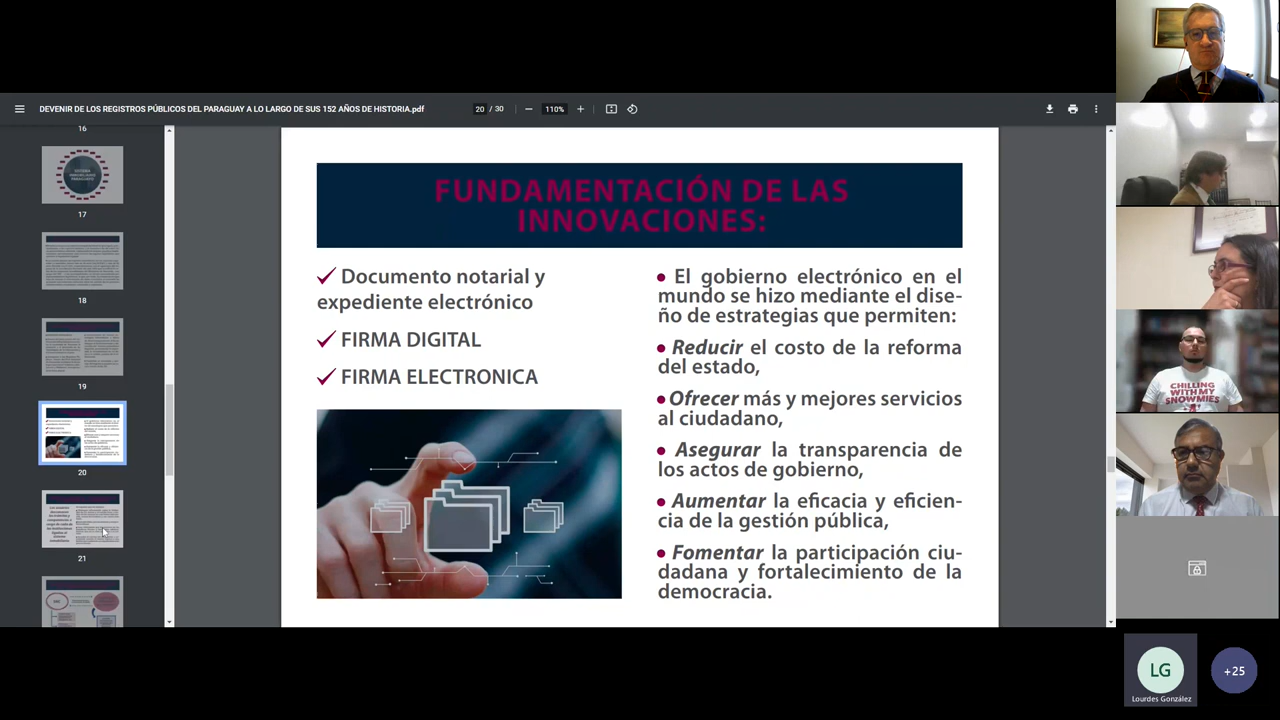 DEVENIR DE LOS REGISTROS PÚBLICOS DEL PARAGUAY A LO LARGO DE SUS 152 AÑOS DE HISTORIA.pdf
20 / 30
110%
16
17
18
19
20
21
FUNDAMENTACIÓN DE LAS
INNOVACIONES:
Documento notarial y
expediente electrónico
FIRMA DIGITAL
FIRMA ELECTRONICA
• El gobierno electrónico en el
mundo se hizo mediante el dise-
ño de estrategias que permiten:
• Reducir el costo de la reforma
del estado,
• Ofrecer más y mejores servicios
al ciudadano,
• Asegurar la transparencia de
los actos de gobierno,
• Aumentar la eficacia y eficien-
cia de la gestión pública,
• Fomentar la participación ciu-
dadana y fortalecimiento de la
democracia.
CHILLING
WITH MY
SNOWMIES
LG
Lourdes González
+25